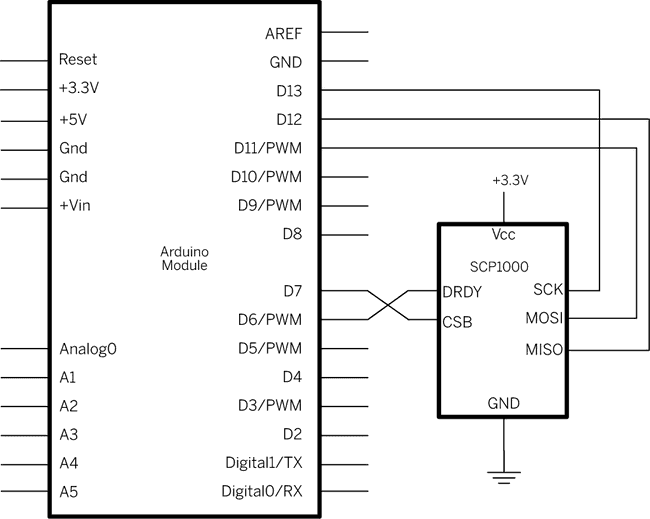 AREF
Reset
GND
+3.3V
D13
+5V
D12
Gnd
D11/PWM
Gnd
D10/PWM
+3.3V
+Vin
D9/PWM
D8
Vcc
Arduino
Module
SCP1000
D7
DRDY
SCK
D6/PWM
CSB
MOSI
Analog0
D5/PWM
MISO
A1
D4
A2
D3/PWM
GND
A3
D2
A4
Digital1/TX
A5
Digital0/RX